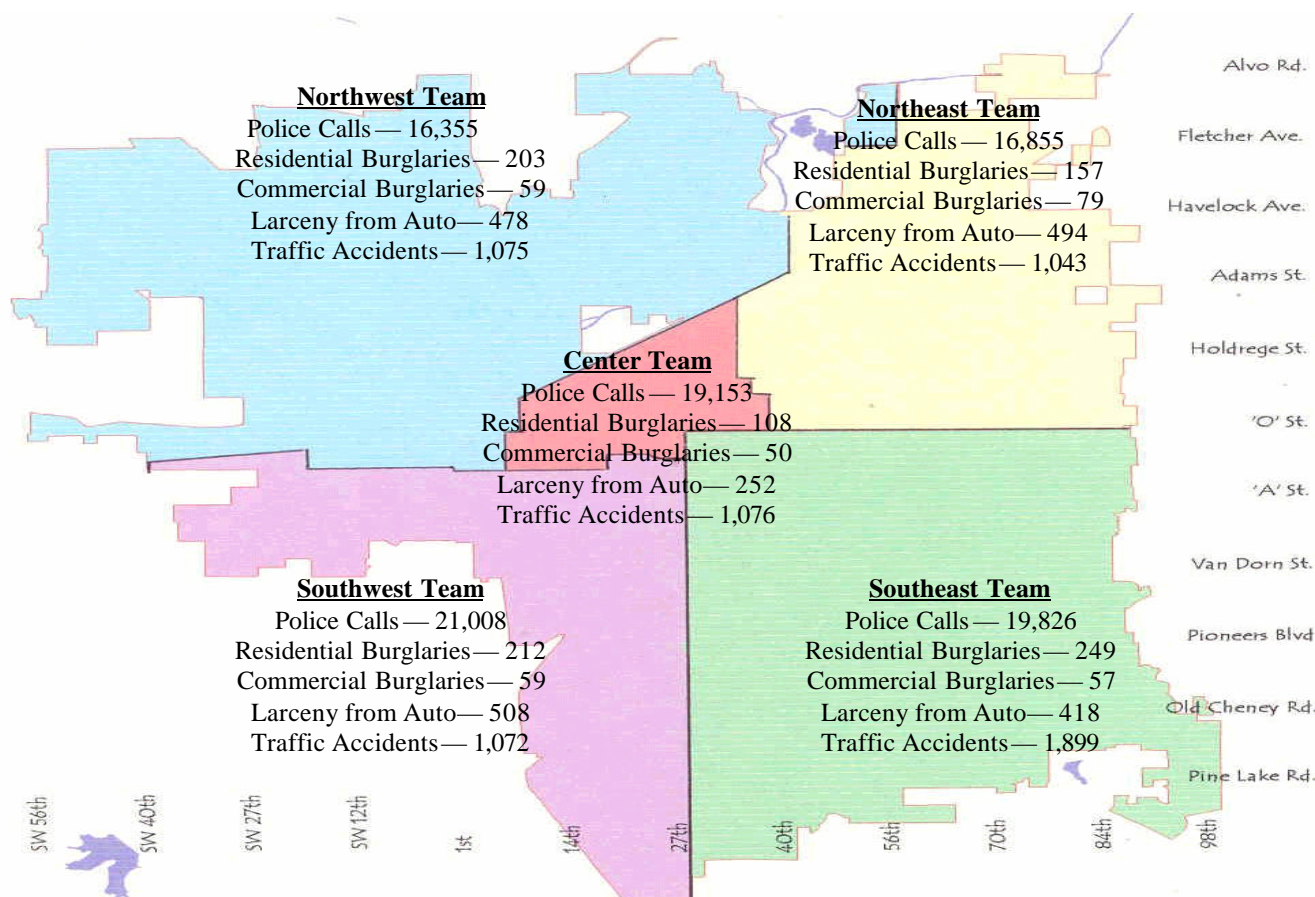 Northwest Team
Police Calls — 16,355
Residential Burglaries— 203
Commercial Burglaries— 59
Larceny from Auto— 478
Traffic Accidents— 1,075
Northeast Team
Police Calls — 16,855
Residential Burglaries— 157
Commercial Burglaries— 79
Larceny from Auto— 494
Traffic Accidents— 1,043
Center Team
Police Calls — 19,153
Residential Burglaries— 108
Commercial Burglaries— 50
Larceny from Auto— 252
Traffic Accidents— 1,076
Southwest Team
Police Calls — 21,008
Residential Burglaries— 212
Commercial Burglaries— 59
Larceny from Auto— 508
Traffic Accidents— 1,072
Southeast Team
Police Calls — 19,826
Residential Burglaries— 249
Commercial Burglaries— 57
Larceny from Auto— 418
Traffic Accidents— 1,899
Alvo Rd.
Fletcher Ave.
Havelock Ave.
Adams St.
Holdrege St.
'O' St.
'A' St.
Van Dorn St.
Pioneers Blvd
Old Cheney Rd.
Pine Lake Rd.
SW 56th
SW 40th
SW 27th
SW 12th
1st
14th
27th
40th
56th
70th
84th
98th